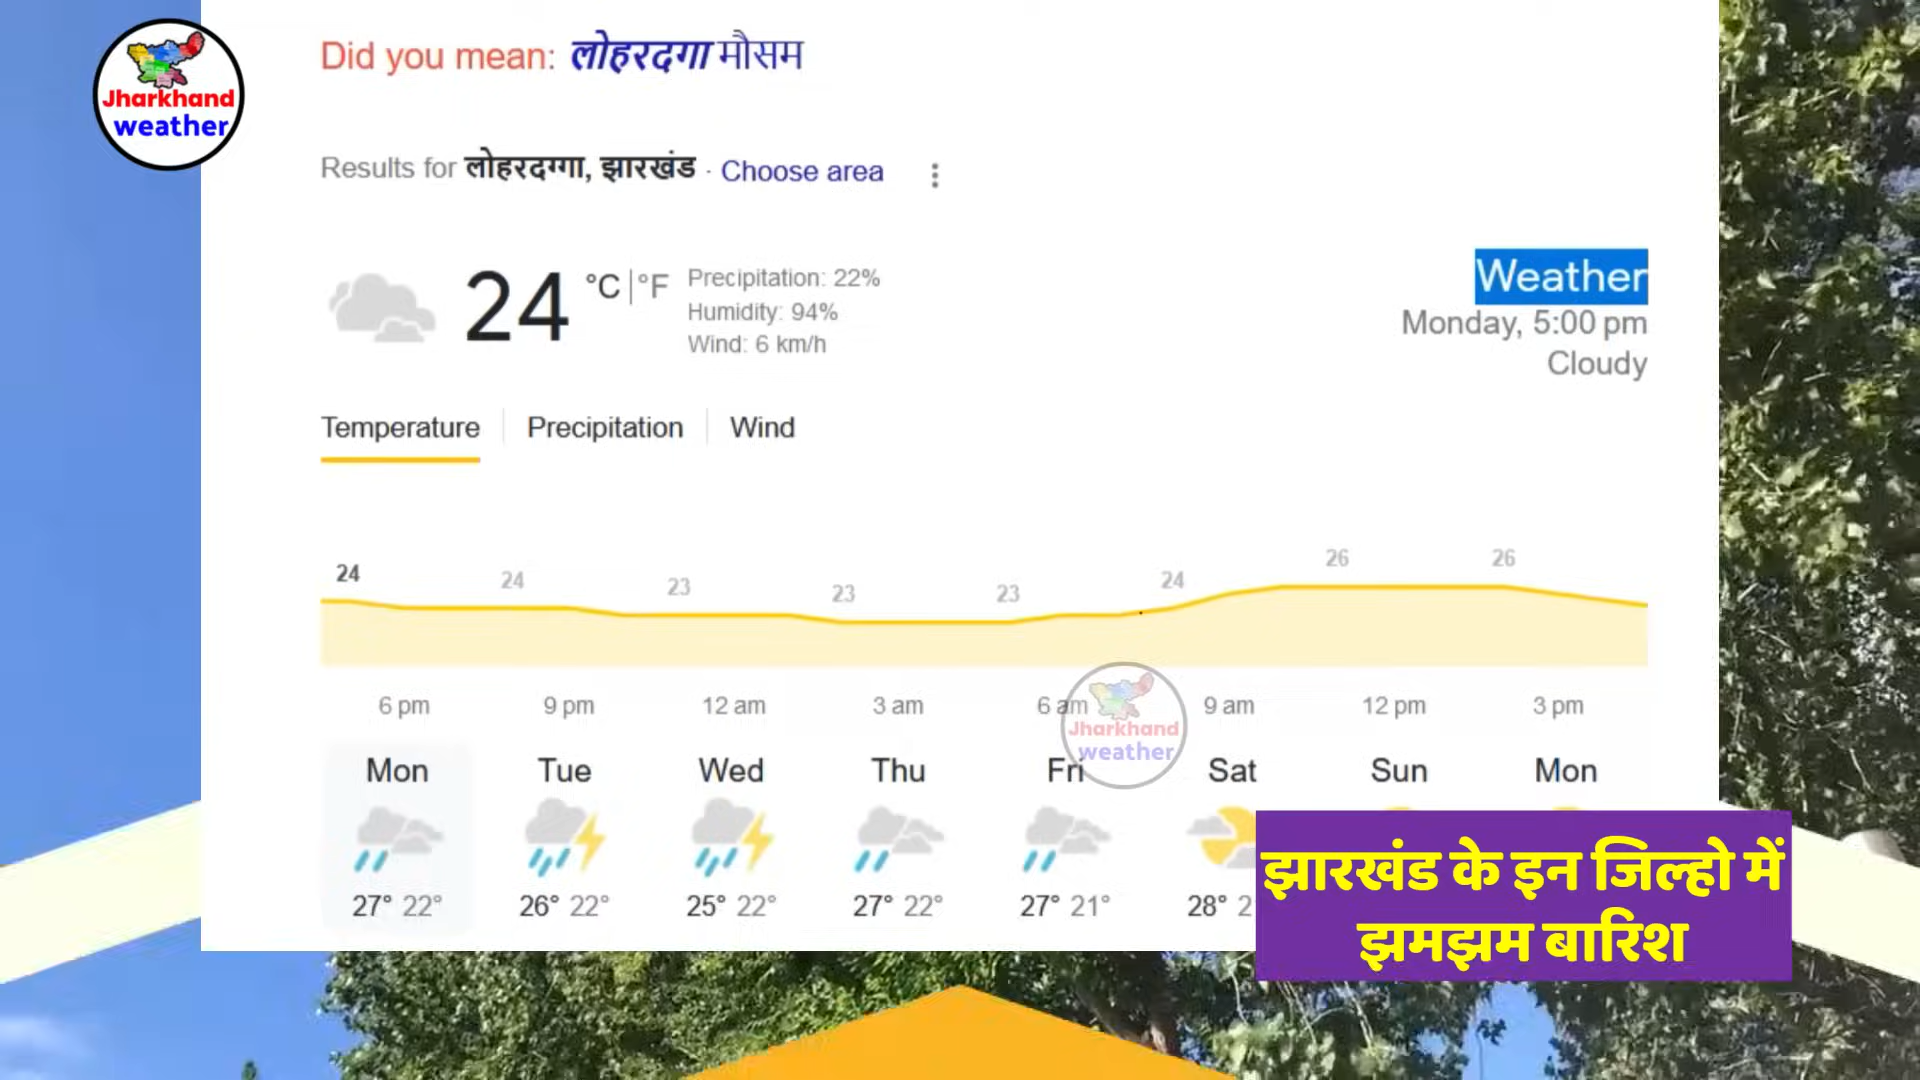 Jharkhand
weather
Did you mean: लोहरदगा मौसम
Results for लोहरदग्गा, झारखंड · Choose area
24 °C|°F
Precipitation: 22%
Humidity: 94%
Wind: 6 km/h
Weather
Monday, 5:00 pm
Cloudy
Temperature Precipitation Wind
24 24 23 23 23 24 26 26
6 pm 9 pm 12 am 3 am 6 am 9 am 12 pm 3 pm
Jharkhand
weather
Mon Tue Wed Thu Fri Sat Sun Mon
27° 22° 26° 22° 25° 22° 27° 22° 27° 21° 28°
झारखंड के इन जिल्हो में
झमझम बारिश